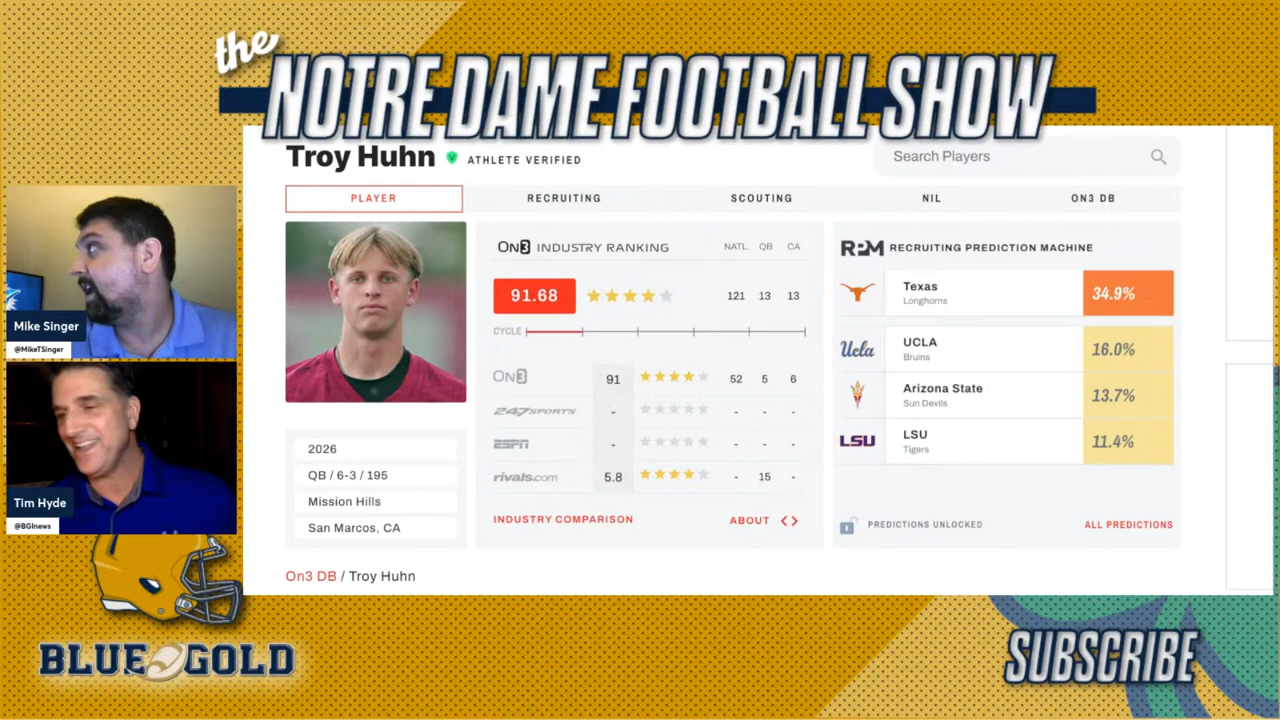 the
NOTRE DAME FOOTBALL SHOW
Troy Huhn ATHLETE VERIFIED
Search Players
PLAYER RECRUITING SCOUTING NIL ON3 DB
On3 INDUSTRY RANKING NATL. QB CA
91.68 121 13 13
CYCLE
On3 91 52 5 6
247SPORTS - - - -
ESPN - - - -
rivals.com 5.8 - 15 -
INDUSTRY COMPARISON ABOUT < >
RPM RECRUITING PREDICTION MACHINE
Texas
Longhorns
34.9%
Ucla UCLA
Bruins
16.0%
Arizona State
Sun Devils
13.7%
LSU LSU
Tigers
11.4%
PREDICTIONS UNLOCKED ALL PREDICTIONS
2026
QB / 6-3 / 195
Mission Hills
San Marcos, CA
On3 DB / Troy Huhn
Mike Singer
@MikeTSinger
Tim Hyde
@BGInews
BLUE GOLD
SUBSCRIBE